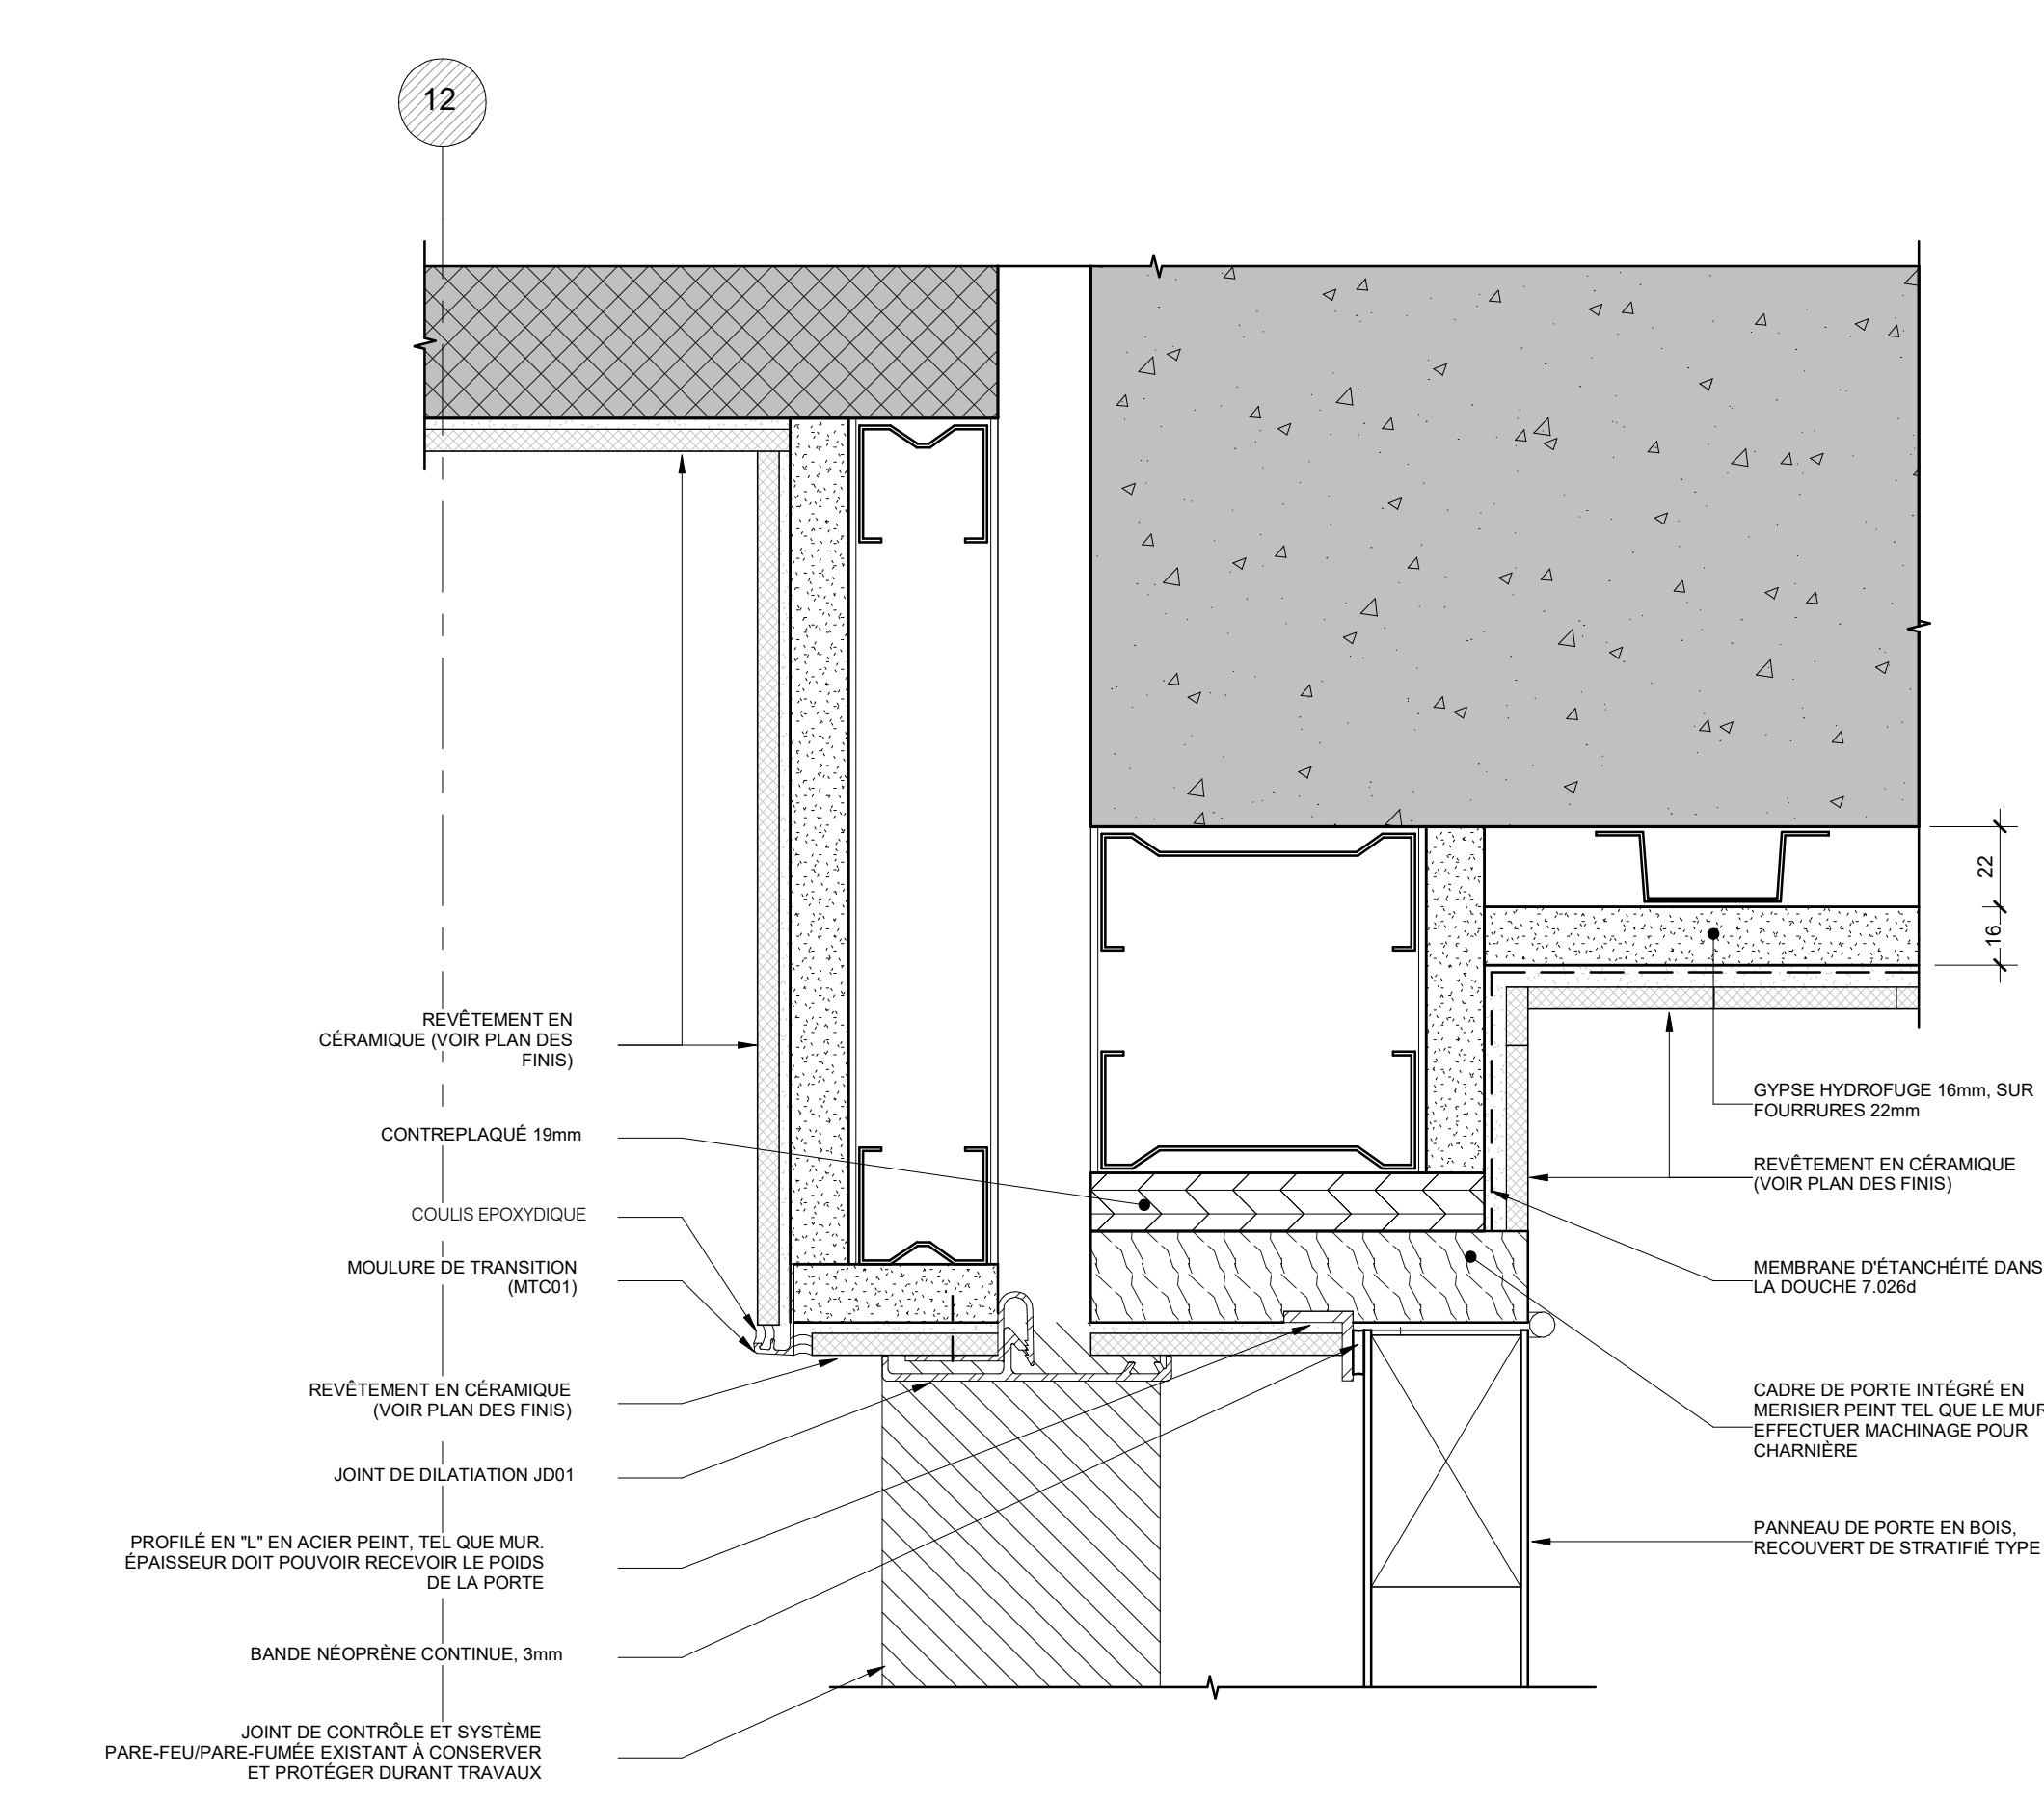 12
22
16
REVÊTEMENT EN
CÉRAMIQUE (VOIR PLAN DES
FINIS)
CONTREPLAQUÉ 19mm
COULIS EPOXYDIQUE
MOULURE DE TRANSITION
(MTC01)
REVÊTEMENT EN CÉRAMIQUE
(VOIR PLAN DES FINIS)
JOINT DE DILATIATION JD01
PROFILÉ EN "L" EN ACIER PEINT, TEL QUE MUR.
ÉPAISSEUR DOIT POUVOIR RECEVOIR LE POIDS
DE LA PORTE
BANDE NÉOPRÈNE CONTINUE, 3mm
JOINT DE CONTRÔLE ET SYSTÈME
PARE-FEU/PARE-FUMÉE EXISTANT À CONSERVER
ET PROTÉGER DURANT TRAVAUX
GYPSE HYDROFUGE 16mm, SUR
FOURRURES 22mm
REVÊTEMENT EN CÉRAMIQUE
(VOIR PLAN DES FINIS)
MEMBRANE D'ÉTANCHÉITÉ DANS
LA DOUCHE 7.026d
CADRE DE PORTE INTÉGRÉ EN
MERISIER PEINT TEL QUE LE MUR
EFFECTUER MACHINAGE POUR
CHARNIÈRE
PANNEAU DE PORTE EN BOIS,
RECOUVERT DE STRATIFIÉ TYPE